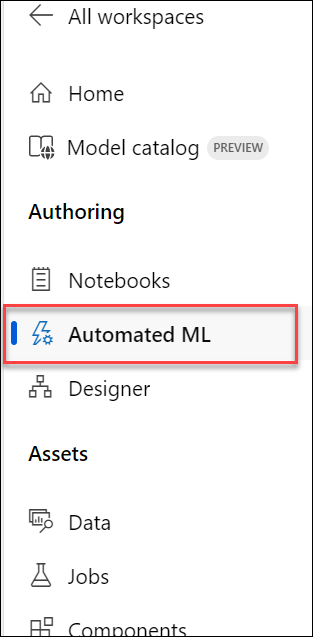 All workspaces
Home
Model catalog PREVIEW
Authoring
Notebooks
Automated ML
Designer
Assets
Data
Jobs
Components